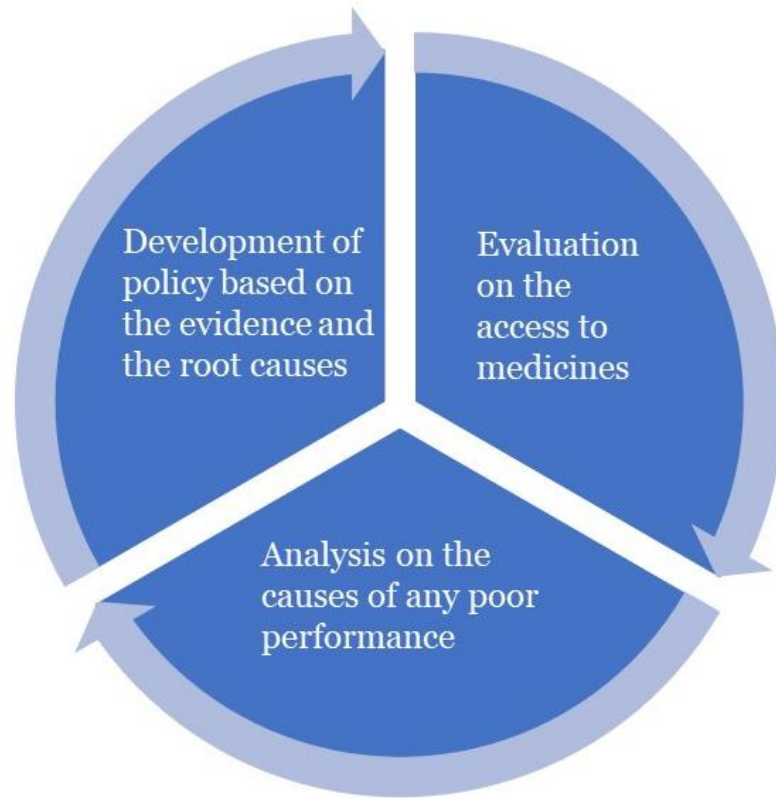 Development of
policy based on
the evidence and
the root causes
Evaluation
on the
access to
medicines
Analysis on the
causes of any poor
performance